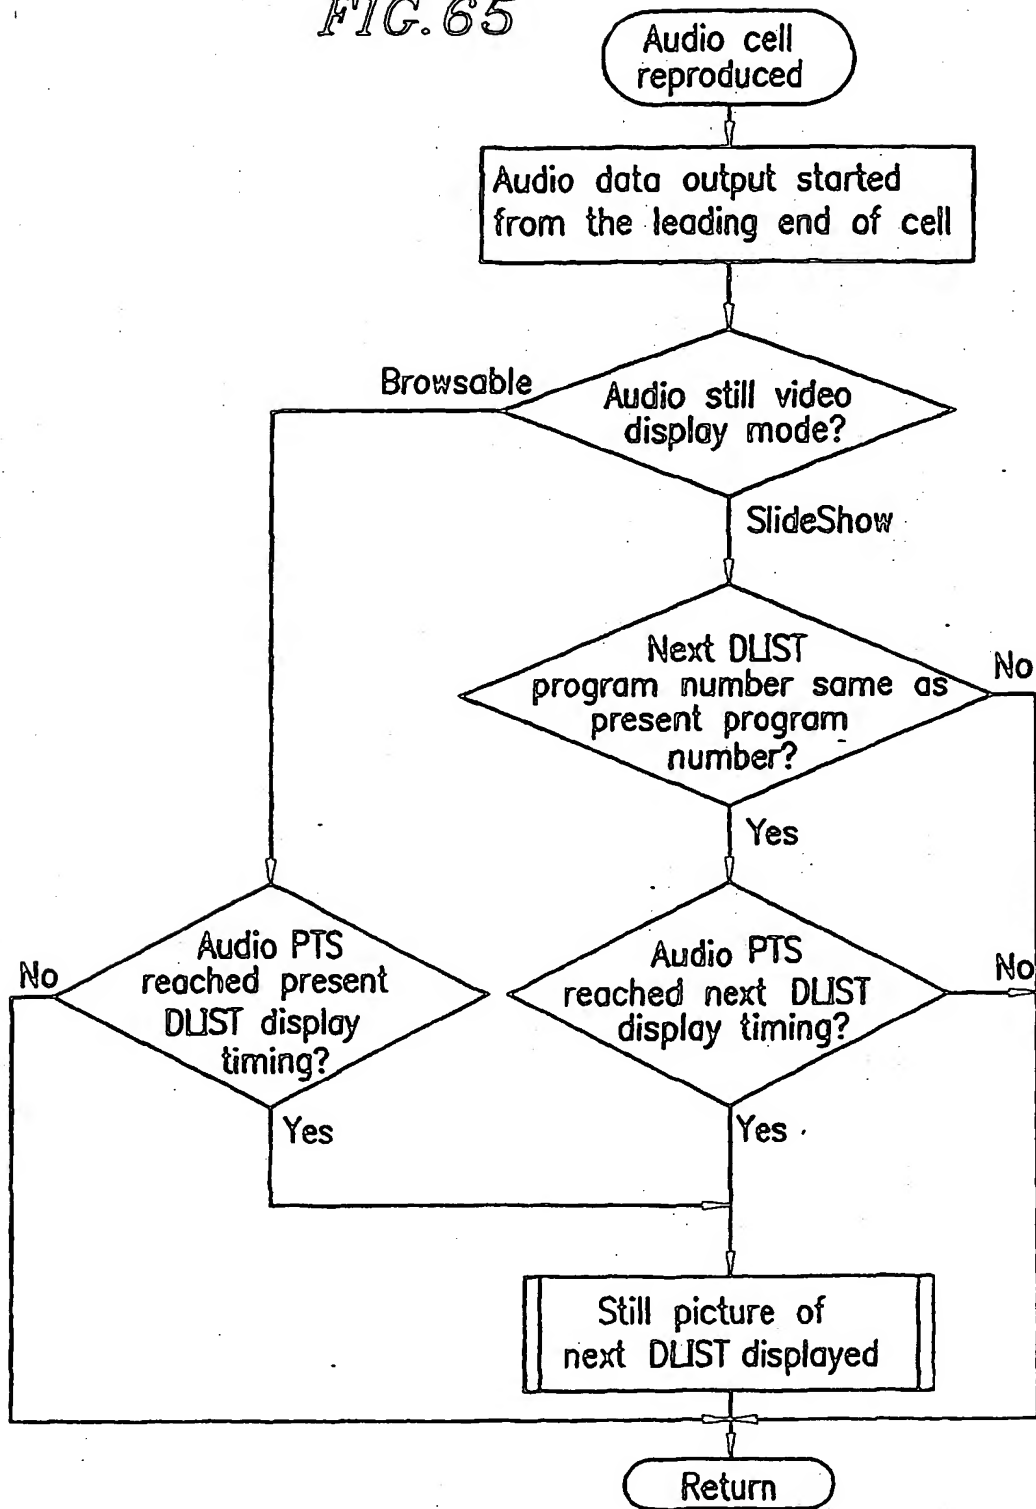 FIG. 65
Audio cell
reproduced
Audio data output started
from the leading end of cell
Browsable
Audio still video
display mode?
SlideShow
Next DLIST
program number same as
present program
number?
No
Yes
Audio PTS
reached present
DLIST display
timing?
No
Yes
Audio PTS
reached next DLIST
display timing?
No
Yes
Still picture of
next DLIST displayed
Return